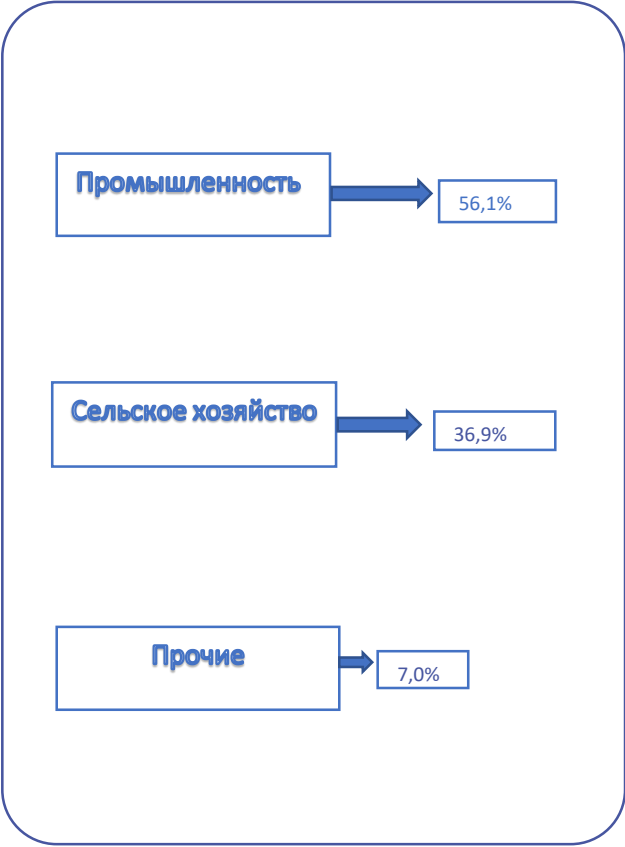 Промышленность
56,1%
Сельское хозяйство
36,9%
Прочие
7,0%